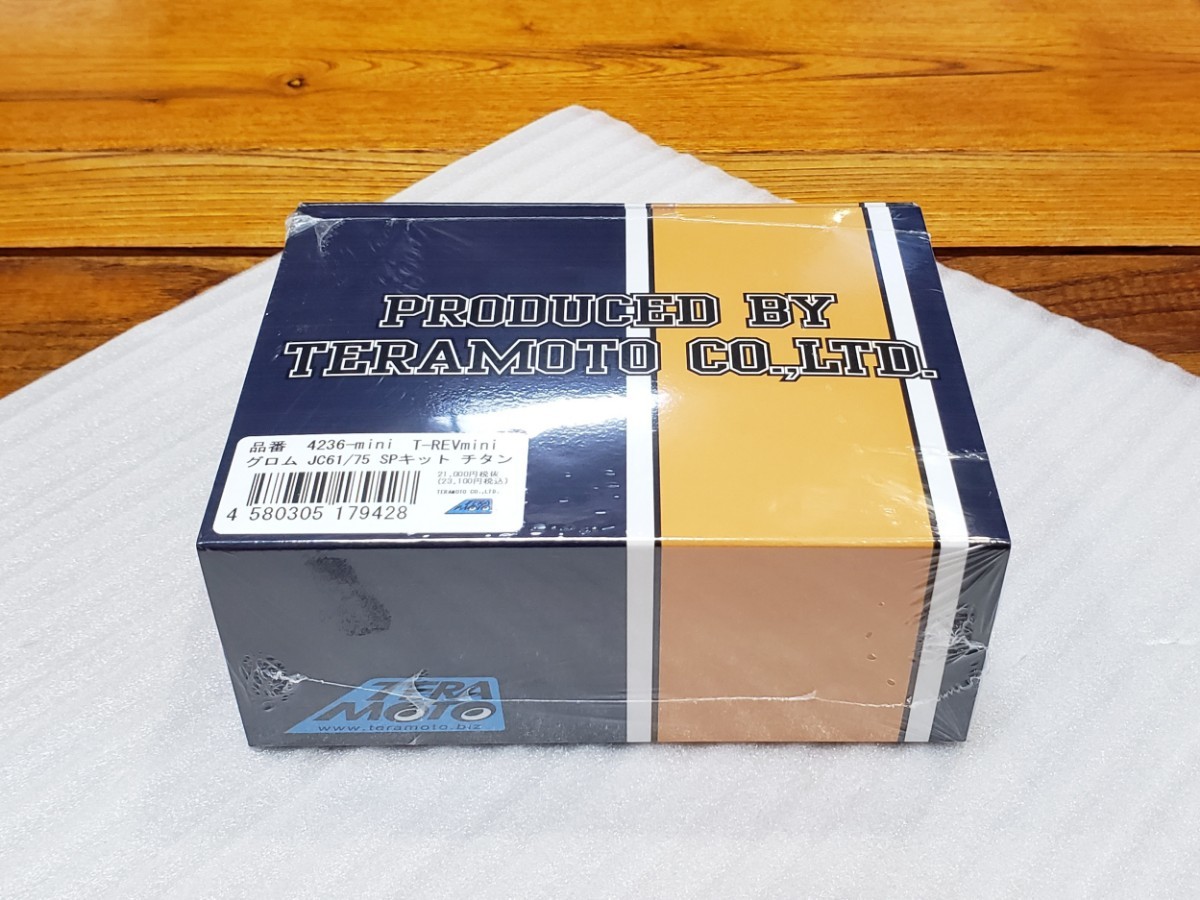 PRODUCED BY
TERAMOTO CO.,LTD.
品番 4236-mini T-REVmini
グロム JC61/75 SPキット チタン
21,000円税抜
(23,100円税込)
TERAMOTO CO.,LTD.
TERA
MOTO
4 580305 179428
TERA
MOTO
www.teramoto.biz